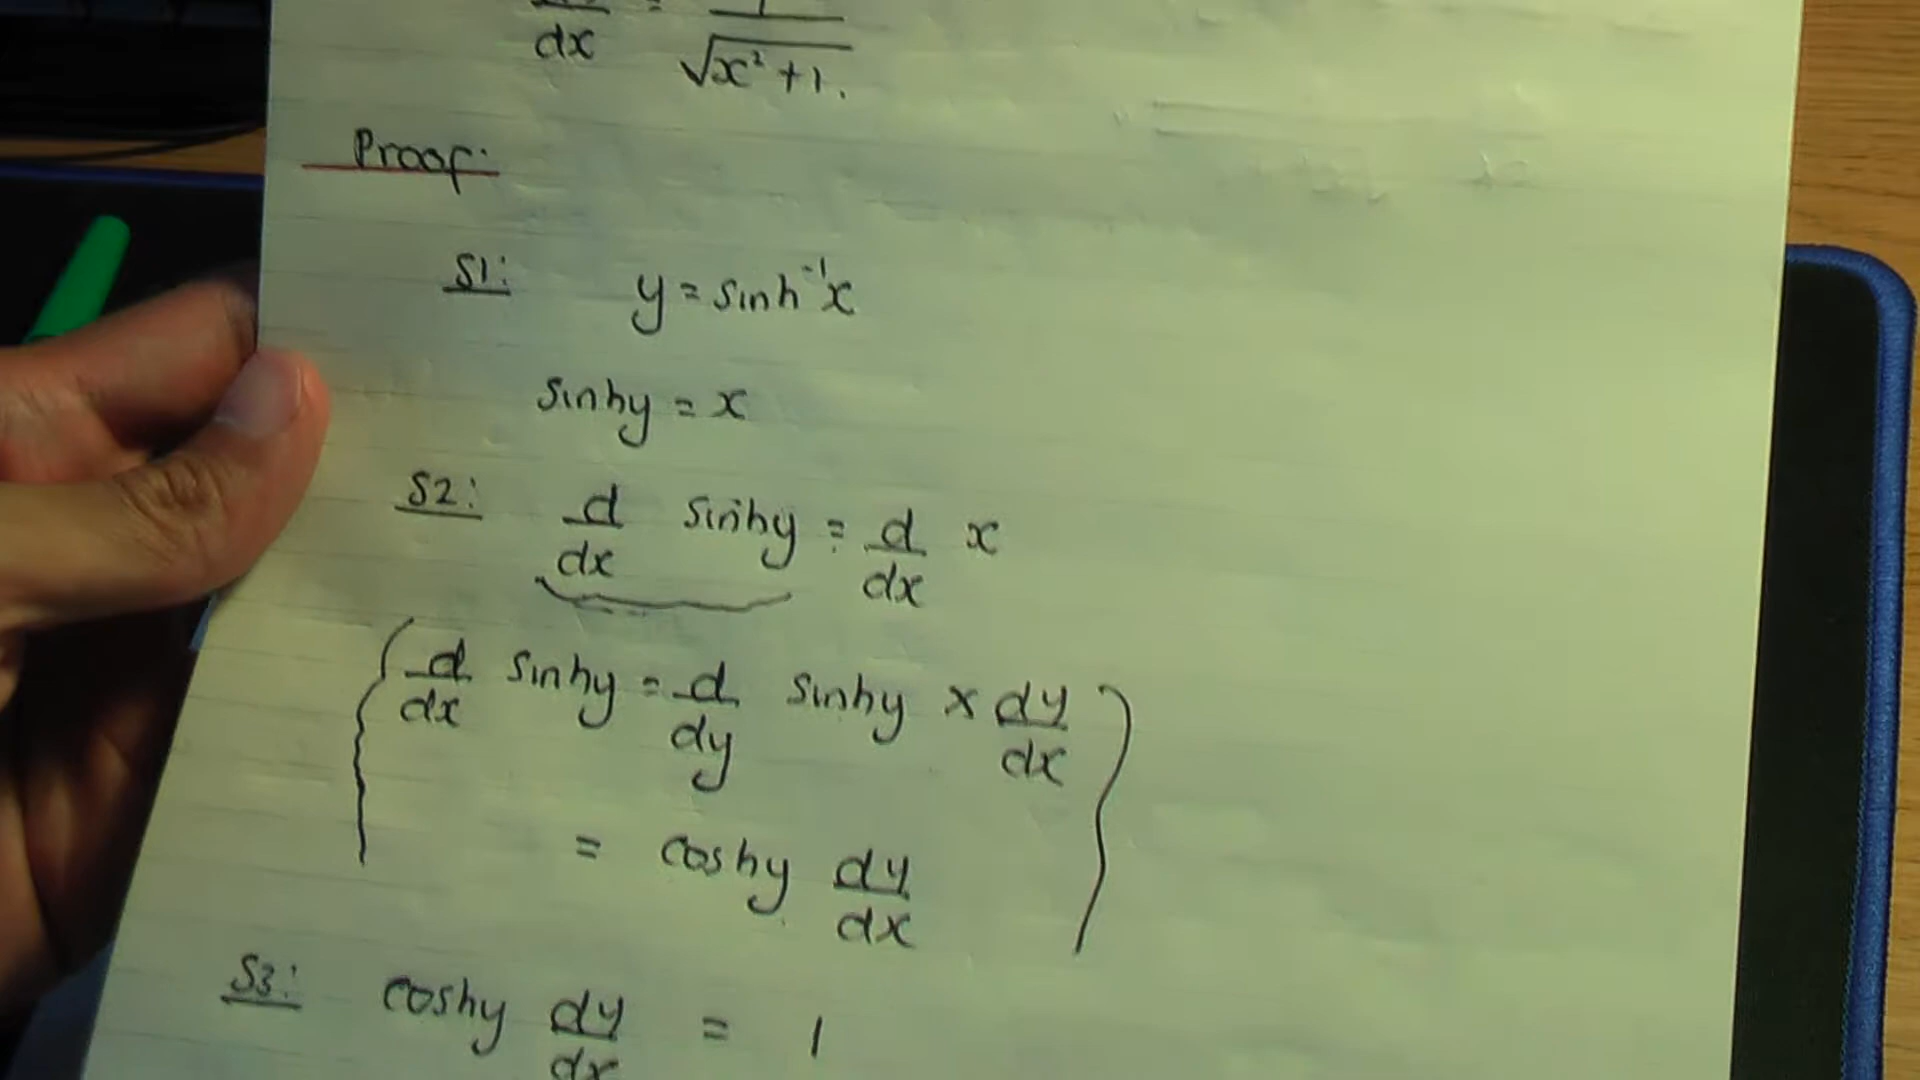 dx = 1/√x²+1.
Proof:
S1: y = sinh⁻¹x
sinhy = x
S2: d/dx sinhy = d/dx x
d/dx sinhy = d/dy sinhy × dy/dx
= coshy dy/dx
S3: coshy dy/dx = 1